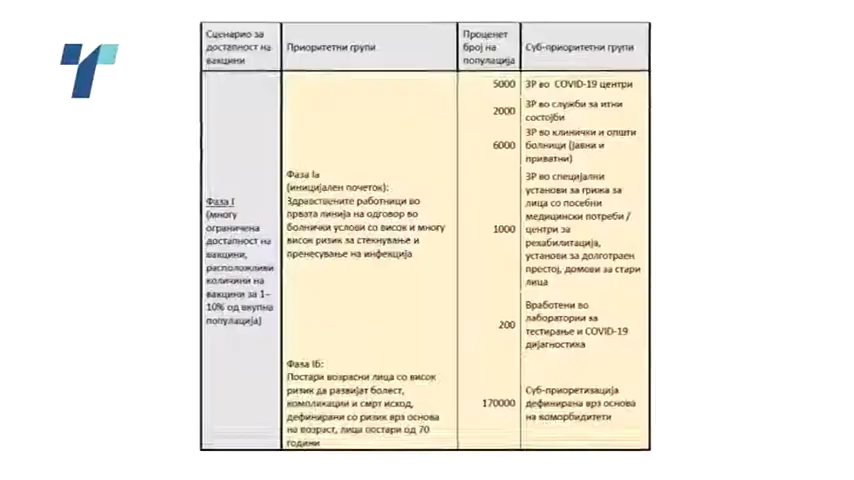 Сценарио за
достапност на
вакцини
Приоритетни групи
Проценет
број на
популација
Суб-приоритетни групи
Фаза I
(многу
ограничена
достапност на
вакцини,
расположливи
количини на
вакцини за 1–
10% од вкупна
популација)
Фаза Iа
(иницијален почеток):
Здравствените работници во
првата линија на одговор во
болнички услови со висок и многу
висок ризик за стекнување и
пренесување на инфекција
5000
ЗР во COVID-19 центри
2000
ЗР во служби за итни
состојби
6000
ЗР во клинички и општи
болници (јавни и
приватни)
1000
ЗР во специјални
установи за грижа за
лица со посебни
медицински потреби /
центри за
рехабилитација,
установи за долготраен
престој, домови за стари
лица
200
Вработени во
лаборатории за
тестирање и COVID-19
дијагностика
Фаза Iб:
Постари возрасни лица со висок
ризик да развијат болест,
компликации и смрт исход,
дефинирани со ризик врз основа
на возраст, лица постари од 70
години
170000
Суб-приоретизација
дефинирана врз основа
на коморбидитети